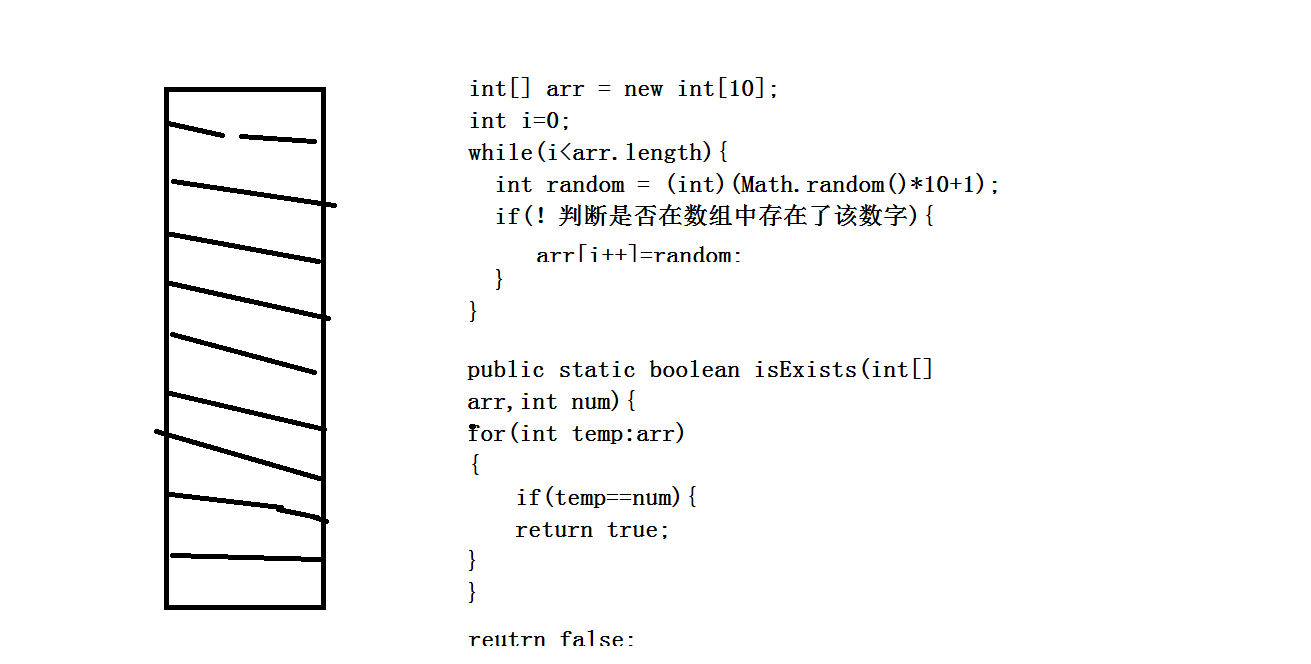 int[] arr = new int[10];
int i=0;
while(i<arr.length){
int random = (int)(Math.random()*10+1);
if(! 判断是否在数组中存在了该数字){
arr[i++]=random;
}
}
public static boolean isExists(int[]
arr,int num){
for(int temp:arr)
{
if(temp==num){
return true;
}
}
reutrn false;